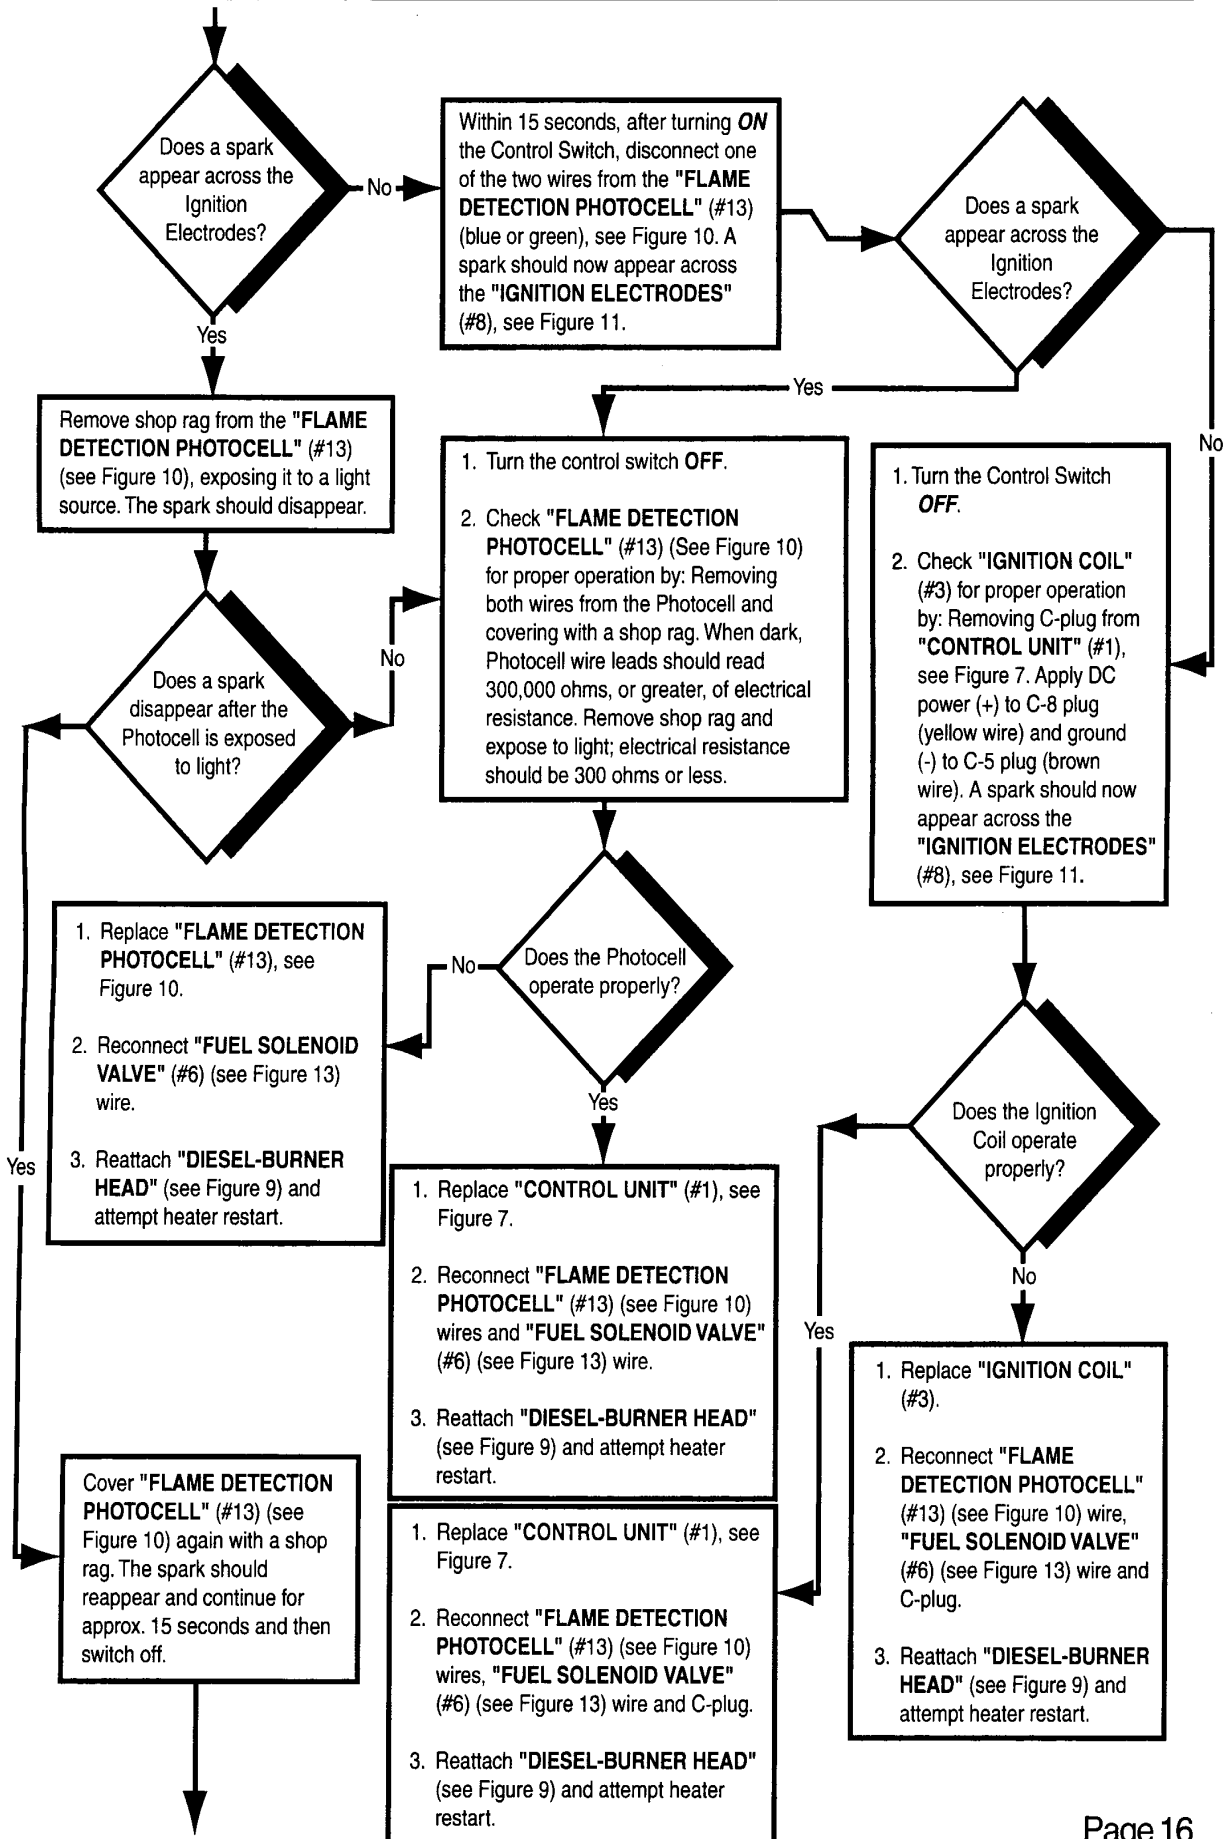 Does a spark
appear across the
Ignition
Electrodes?
No
Within 15 seconds, after turning ON
the Control Switch, disconnect one
of the two wires from the "FLAME
DETECTION PHOTOCELL" (#13)
(blue or green), see Figure 10. A
spark should now appear across
the "IGNITION ELECTRODES"
(#8), see Figure 11.
Does a spark
appear across the
Ignition
Electrodes?
Yes
Yes
No
Remove shop rag from the "FLAME
DETECTION PHOTOCELL" (#13)
(see Figure 10), exposing it to a light
source. The spark should disappear.
1. Turn the control switch OFF.
2. Check "FLAME DETECTION
PHOTOCELL" (#13) (See Figure 10)
for proper operation by: Removing
both wires from the Photocell and
covering with a shop rag. When dark,
Photocell wire leads should read
300,000 ohms, or greater, of electrical
resistance. Remove shop rag and
expose to light; electrical resistance
should be 300 ohms or less.
1. Turn the Control Switch
OFF.
2. Check "IGNITION COIL"
(#3) for proper operation
by: Removing C-plug from
"CONTROL UNIT" (#1),
see Figure 7. Apply DC
power (+) to C-8 plug
(yellow wire) and ground
(-) to C-5 plug (brown
wire). A spark should now
appear across the
"IGNITION ELECTRODES"
(#8), see Figure 11.
Does a spark
disappear after the
Photocell is exposed
to light?
No
Yes
1. Replace "FLAME DETECTION
PHOTOCELL" (#13), see
Figure 10.
2. Reconnect "FUEL SOLENOID
VALVE" (#6) (see Figure 13)
wire.
3. Reattach "DIESEL-BURNER
HEAD" (see Figure 9) and
attempt heater restart.
No
Does the Photocell
operate properly?
Yes
Does the Ignition
Coil operate
properly?
No
Yes
1. Replace "CONTROL UNIT" (#1), see
Figure 7.
2. Reconnect "FLAME DETECTION
PHOTOCELL" (#13) (see Figure 10)
wires and "FUEL SOLENOID VALVE"
(#6) (see Figure 13) wire.
3. Reattach "DIESEL-BURNER HEAD"
(see Figure 9) and attempt heater
restart.
1. Replace "IGNITION COIL"
(#3).
2. Reconnect "FLAME
DETECTION PHOTOCELL"
(#13) (see Figure 10) wire,
"FUEL SOLENOID VALVE"
(#6) (see Figure 13) wire and
C-plug.
3. Reattach "DIESEL-BURNER
HEAD" (see Figure 9) and
attempt heater restart.
Cover "FLAME DETECTION
PHOTOCELL" (#13) (see
Figure 10) again with a shop
rag. The spark should
reappear and continue for
approx. 15 seconds and then
switch off.
1. Replace "CONTROL UNIT" (#1), see
Figure 7.
2. Reconnect "FLAME DETECTION
PHOTOCELL" (#13) (see Figure 10)
wires, "FUEL SOLENOID VALVE"
(#6) (see Figure 13) wire and C-plug.
3. Reattach "DIESEL-BURNER HEAD"
(see Figure 9) and attempt heater
restart.
Page 16